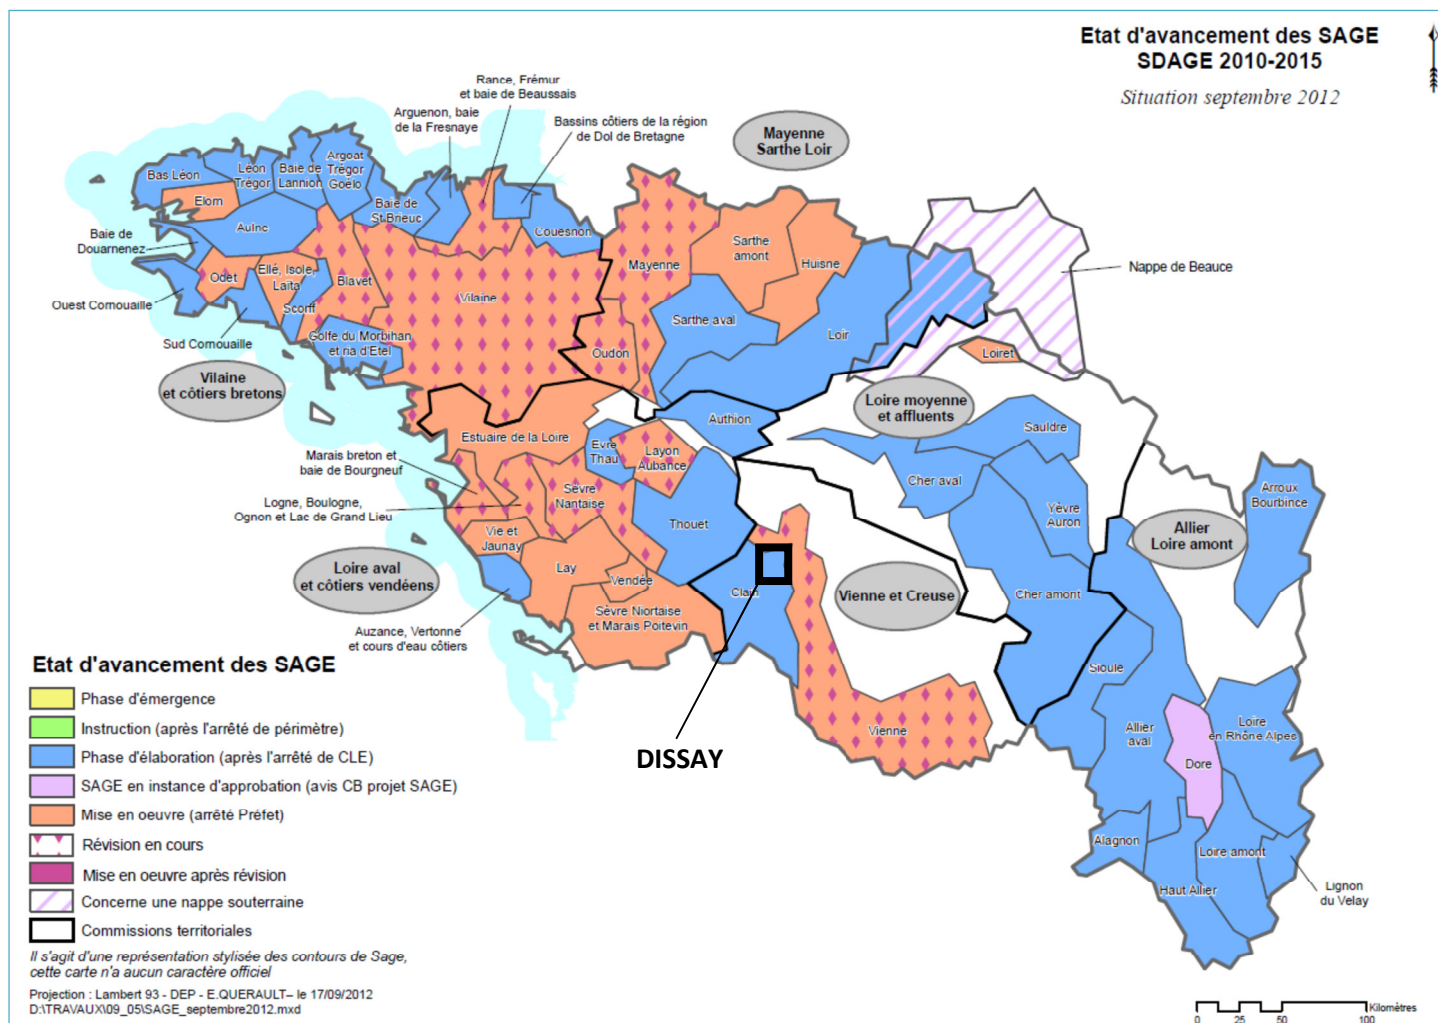 Etat d'avancement des SAGE
SDAGE 2010-2015
Situation septembre 2012
Rance, Frémur
et baie de Beaussais
Arguenon, baie
de la Fresnaye
Bassins côtiers de la région
de Dol de Bretagne
Mayenne
Sarthe Loir
Bas Léon
Léon
Trégor
Baie de
Lannion
Argoat
Trégor
Goëlo
Elorn
Baie de
St Brieuc
Aulne
Couesnon
Baie de
Douarnenez
Odet
Ellé, Isole,
Laita
Blavet
Vilaine
Mayenne
Sarthe
amont
Huisne
Nappe de Beauce
Ouest Cornouaille
Scorff
Sud Cornouaille
Golfe du Morbihan
et ria d'Etel
Oudon
Sarthe aval
Loir
Loiret
Vilaine
et côtiers bretons
Loire moyenne
et affluents
Authion
Sauldre
Estuaire de la Loire
Evre
Thau
Layon
Aubance
Marais breton et
baie de Bourgneuf
Logne, Boulogne,
Ognon et Lac de Grand Lieu
Sèvre
Nantaise
Cher aval
Yèvre
Auron
Arroux
Bourbince
Thouet
Allier
Loire amont
Vie et
Jaunay
Lay
Vendée
Loire aval
et côtiers vendéens
Clain
Vienne et Creuse
Cher amont
Sèvre Niortaise
et Marais Poitevin
Auzance, Vertonne
et cours d'eau côtiers
Sioule
Vienne
Allier
aval
Loire
en Rhône Alpes
Dore
DISSAY
Alagnon
Loire amont
Haut Allier
Lignon
du Velay
Etat d'avancement des SAGE
Phase d'émergence
Instruction (après l'arrêté de périmètre)
Phase d'élaboration (après l'arrêté de CLE)
SAGE en instance d'approbation (avis CB projet SAGE)
Mise en oeuvre (arrêté Préfet)
Révision en cours
Mise en oeuvre après révision
Concerne une nappe souterraine
Commissions territoriales
Il s'agit d'une représentation stylisée des contours de Sage,
cette carte n'a aucun caractère officiel
Projection : Lambert 93 - DEP - E.QUERAULT– le 17/09/2012
D:\TRAVAUX\09_05\SAGE_septembre2012.mxd
Kilomètres
0 25 50 100